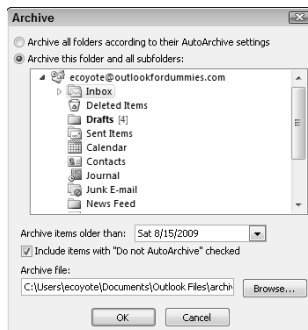 Archive
Archive all folders according to their AutoArchive settings
Archive this folder and all subfolders:
ecoyote@outlookfordummies.com
Inbox
Deleted Items
Drafts [4]
Sent Items
Calendar
Contacts
Journal
Junk E-mail
News Feed
Archive items older than: Sat 8/15/2009
Include items with "Do not AutoArchive" checked
Archive file:
C:\Users\ecoyote\Documents\Outlook Files\archiv Browse...
OK Cancel